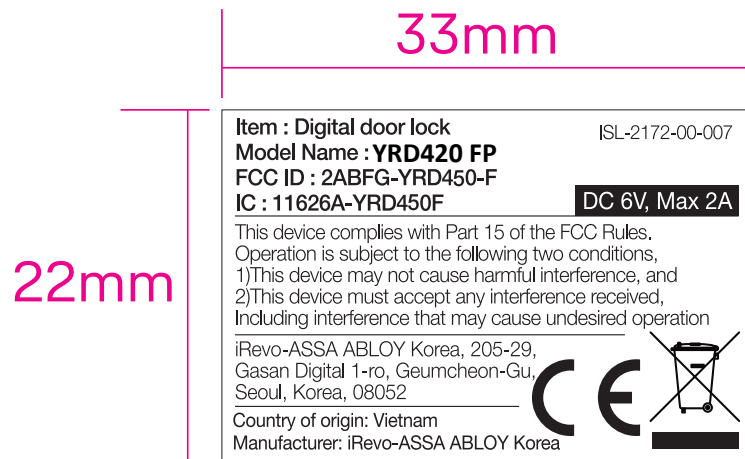 33mm
22mm
Item : Digital door lock
ISL-2172-00-007
Model Name : YRD420 FP
FCC ID : 2ABFG-YRD450-F
IC : 11626A-YRD450F
DC 6V, Max 2A
This device complies with Part 15 of the FCC Rules.
Operation is subject to the following two conditions,
1)This device may not cause harmful interference, and
2)This device must accept any interference received,
Including interference that may cause undesired operation
iRevo-ASSA ABLOY Korea, 205-29,
Gasan Digital 1-ro, Geumcheon-Gu,
Seoul, Korea, 08052
CE
Country of origin: Vietnam
Manufacturer: iRevo-ASSA ABLOY Korea